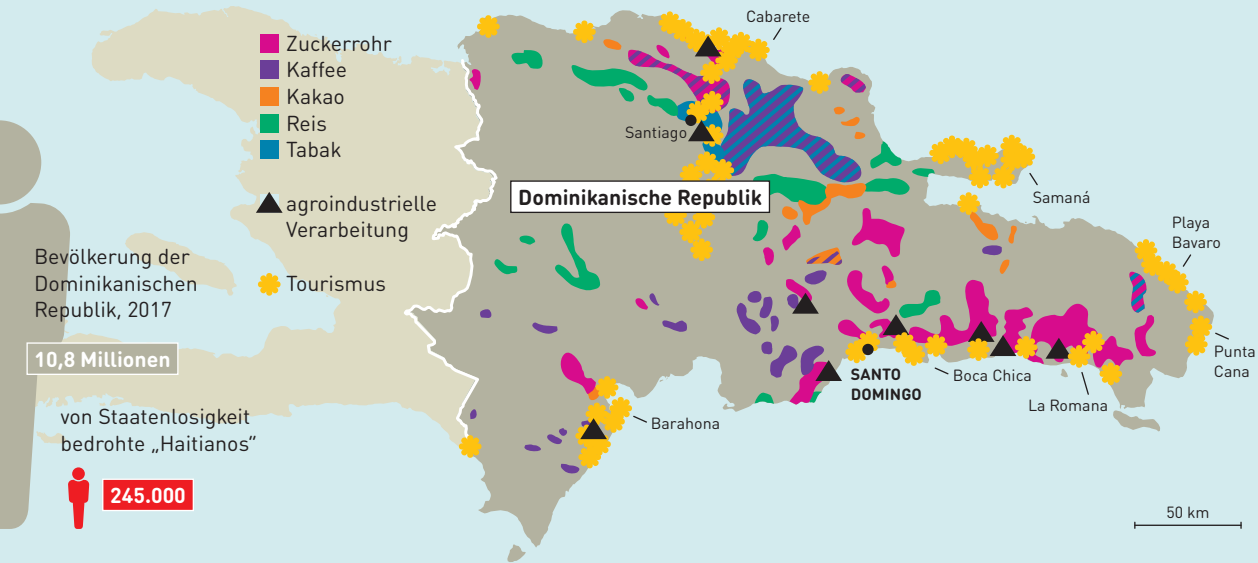 Zuckerrohr
Kaffee
Kakao
Reis
Tabak
agroindustrielle
Verarbeitung
Tourismus
Bevölkerung der
Dominikanischen
Republik, 2017
10,8 Millionen
von Staatenlosigkeit
bedrohte „Haitianos“
245.000
Cabarete
Santiago
Dominikanische Republik
Samaná
Playa
Bavaro
Punta
Cana
SANTO
DOMINGO
Boca Chica
La Romana
Barahona
50 km